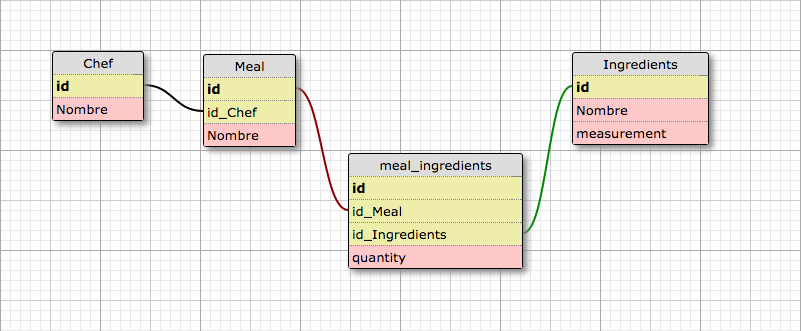 Chef
id
Nombre
Meal
id
id_Chef
Nombre
meal_ingredients
id
id_Meal
id_Ingredients
quantity
Ingredients
id
Nombre
measurement